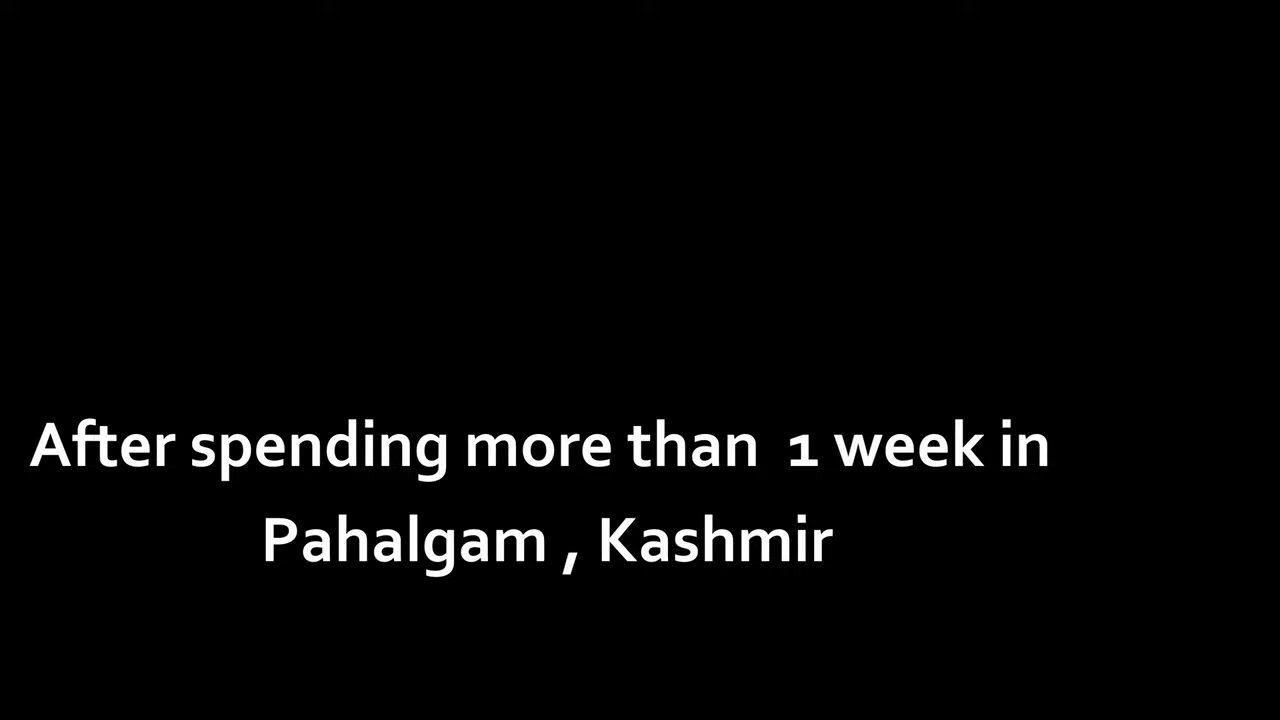 After spending more than  1 week in
Pahalgam , Kashmir